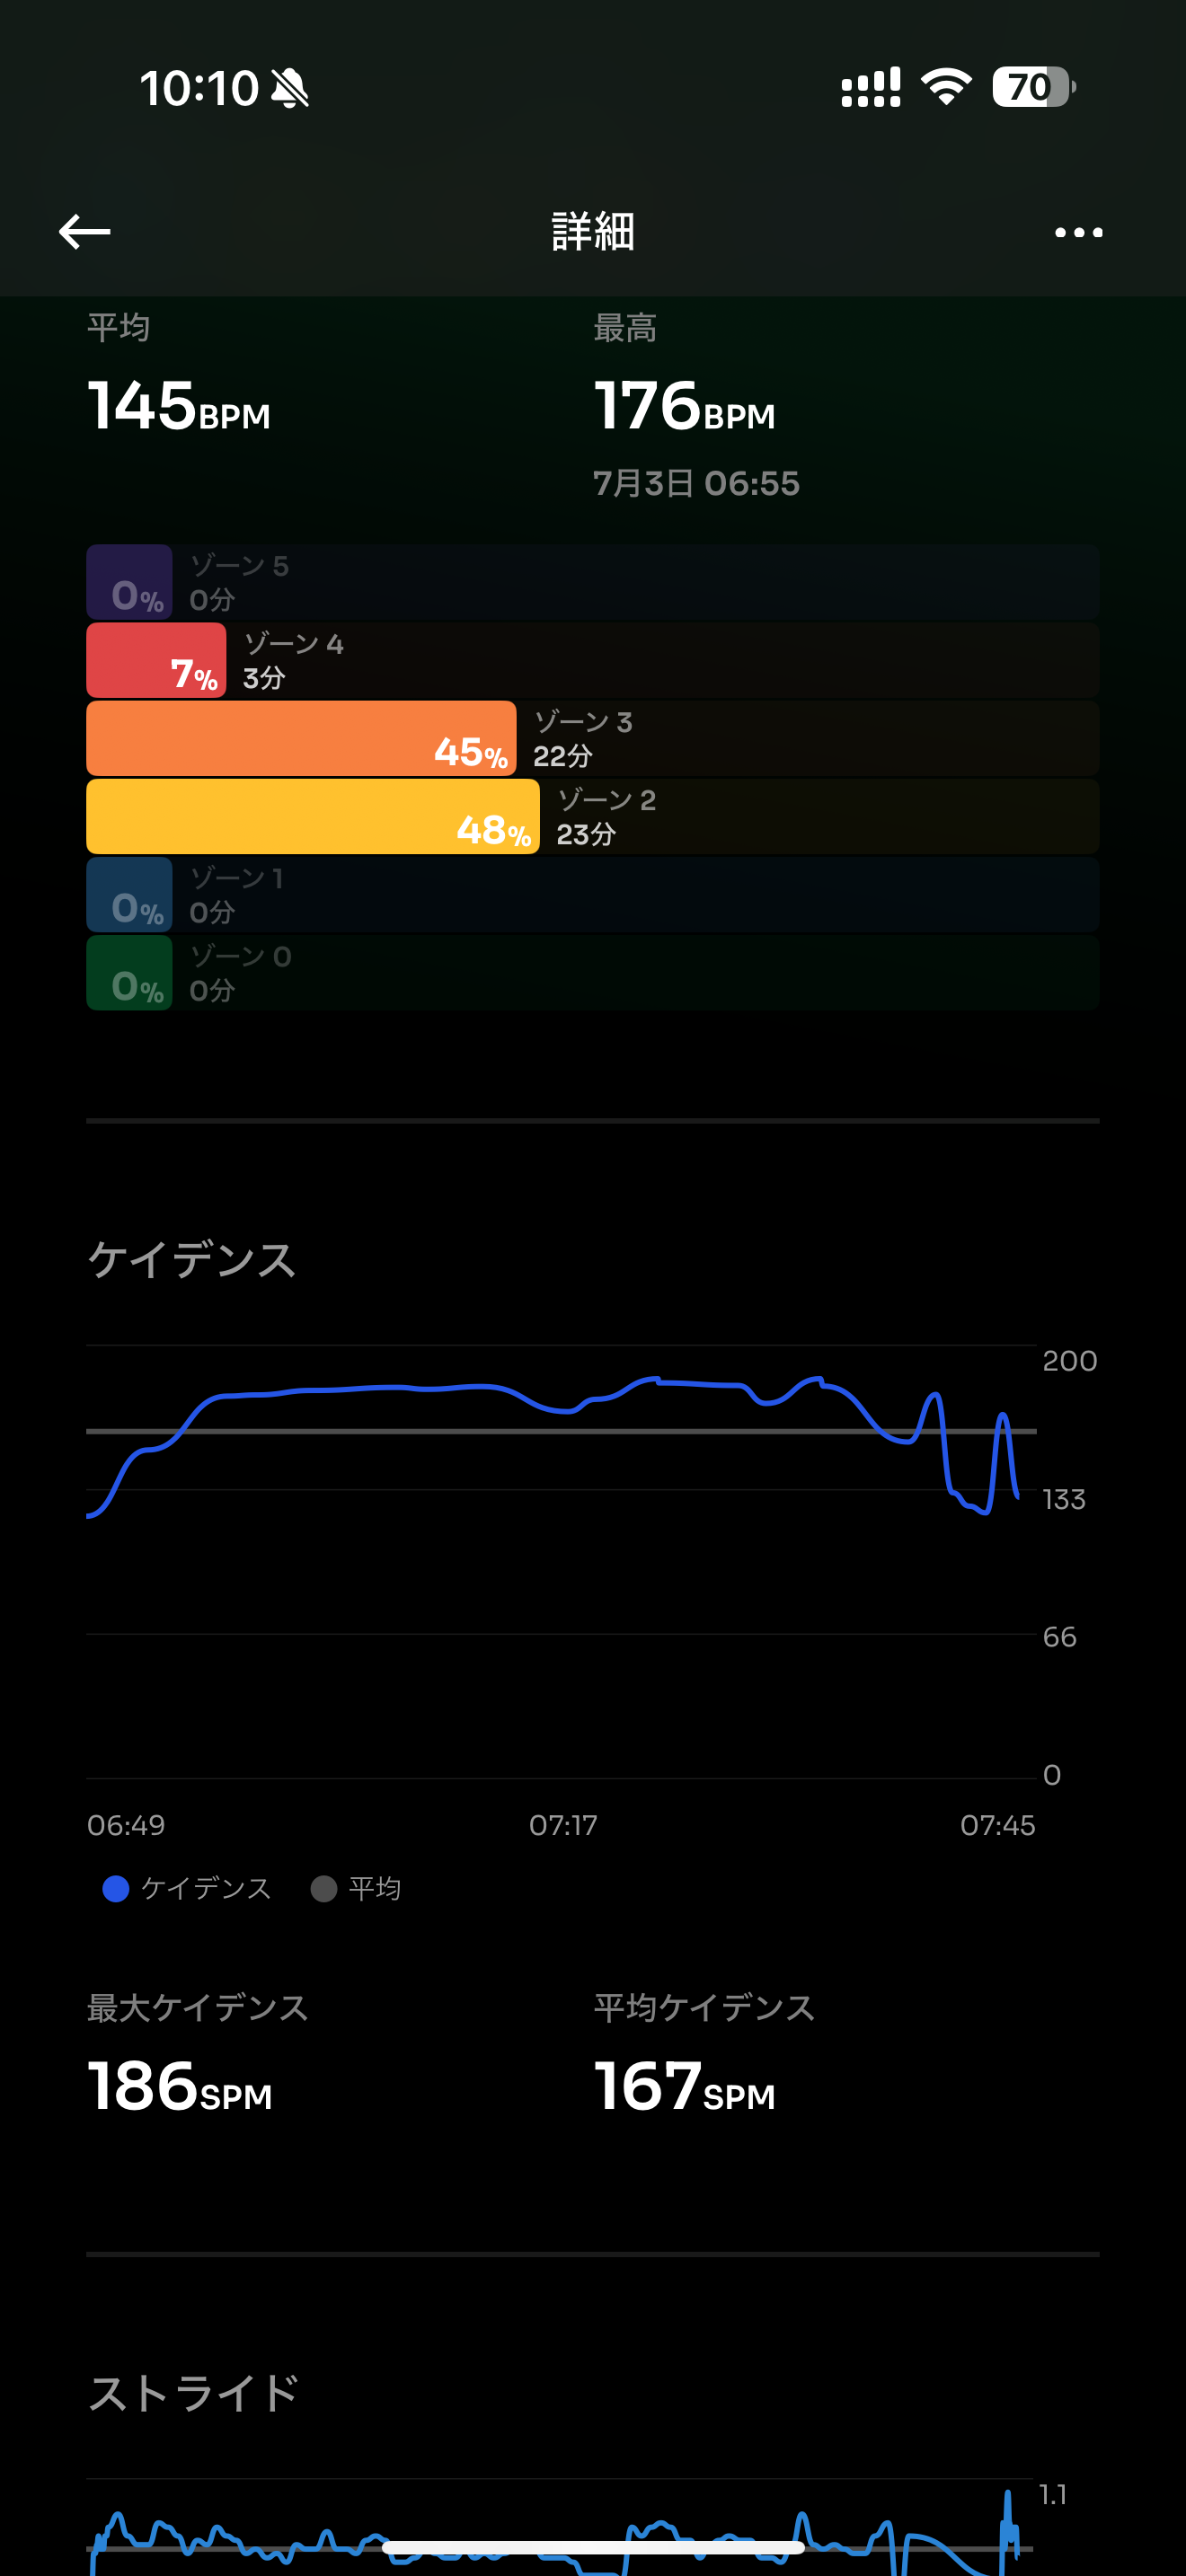 10:10
70
詳細
平均 最高
145BPM 176BPM
7月3日 06:55
0% ゾーン 5
0分
7% ゾーン 4
3分
45% ゾーン 3
22分
48% ゾーン 2
23分
0% ゾーン 1
0分
0% ゾーン 0
0分
ケイデンス
200
133
66
0
06:49 07:17 07:45
ケイデンス 平均
最大ケイデンス 平均ケイデンス
186SPM 167SPM
ストライド
1.1